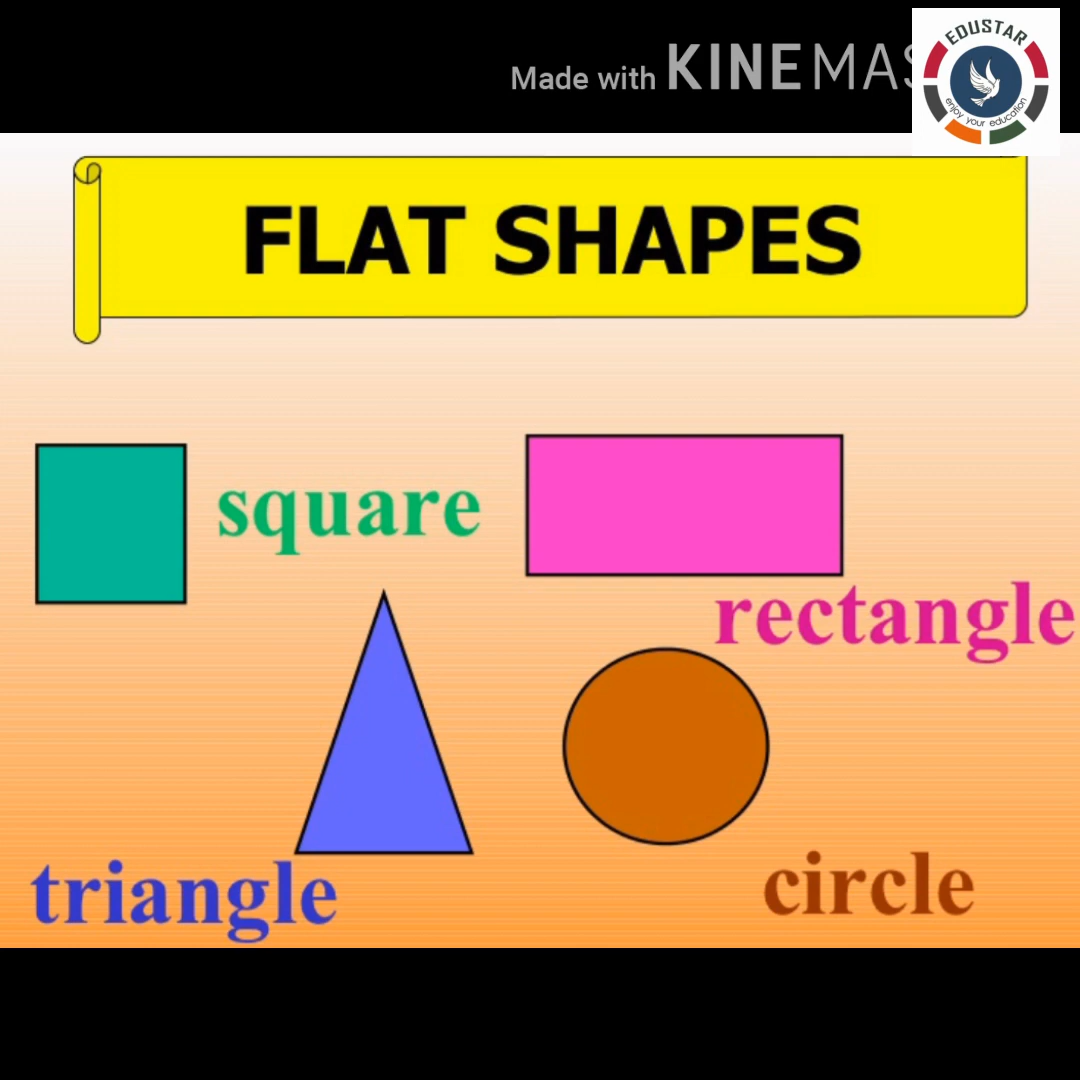 Made with KINEMAS
EDUSTAR
enjoy your education
FLAT SHAPES
square
rectangle
triangle
circle